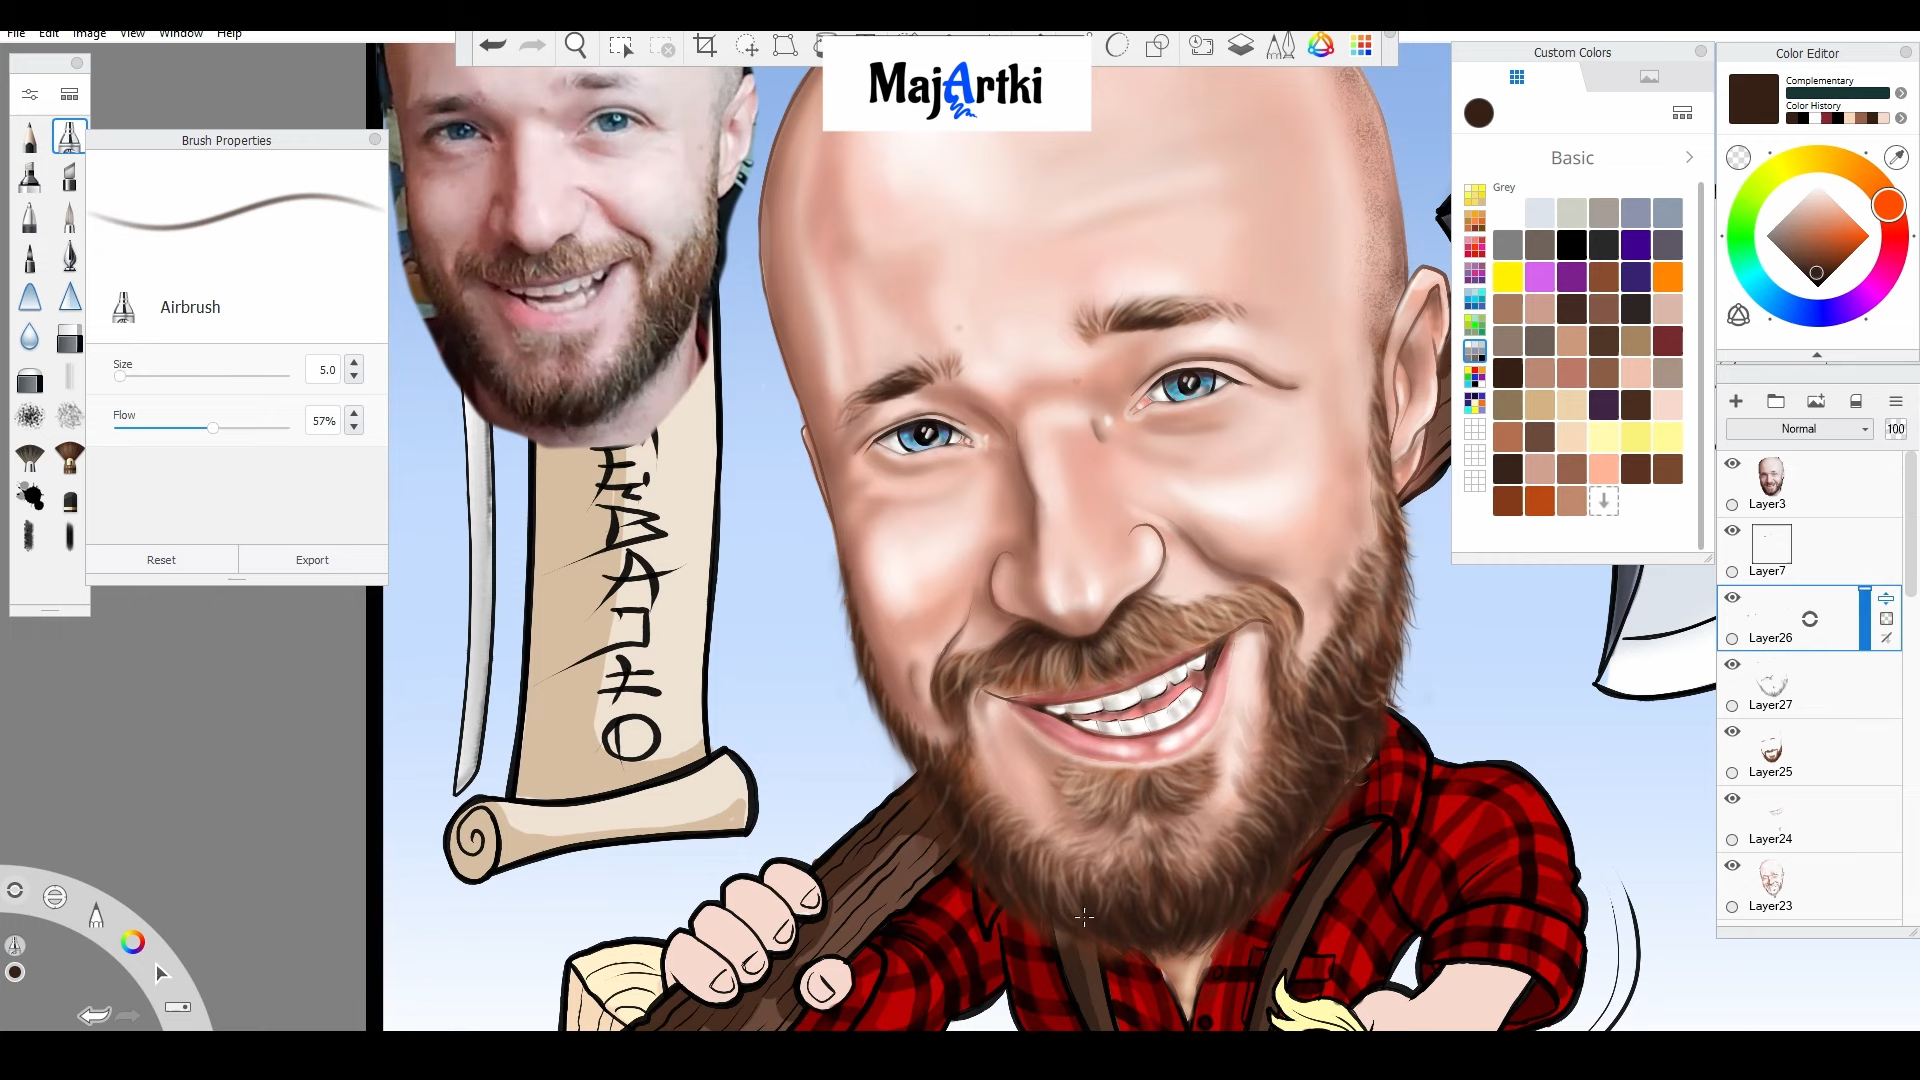 File Edit Image View Window Help
MajArtki
Brush Properties
Airbrush
Size
5.0
Flow
57%
Reset
Export
Custom Colors
Basic
Grey
Color Editor
Complementary
Color History
Normal
100
Layer3
Layer7
Layer26
Layer27
Layer25
Layer24
Layer23